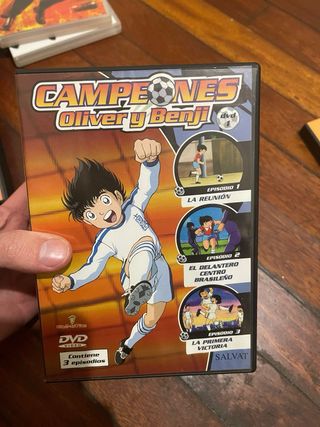 CAMPEONES
Oliver y Benji
dvd
1
EPISODIO 1
LA REUNIÓN
EPISODIO 2
EL DELANTERO
CENTRO
BRASILEÑO
EPISODIO 3
LA PRIMERA
VICTORIA
DVD
VIDEO
Contiene
3 episodios
SALVAT